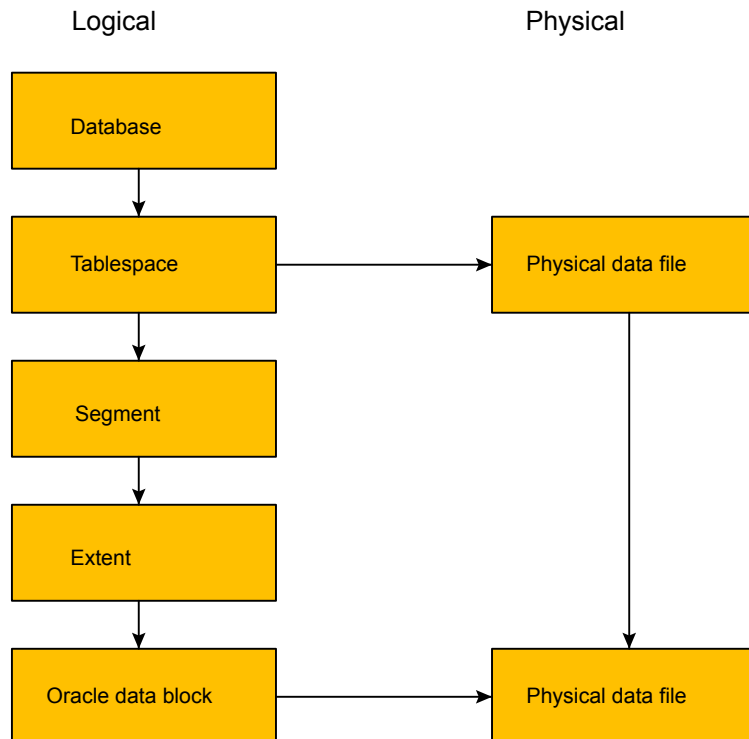 Logical
Physical
Database
Tablespace
Physical data file
Segment
Extent
Oracle data block
Physical data file